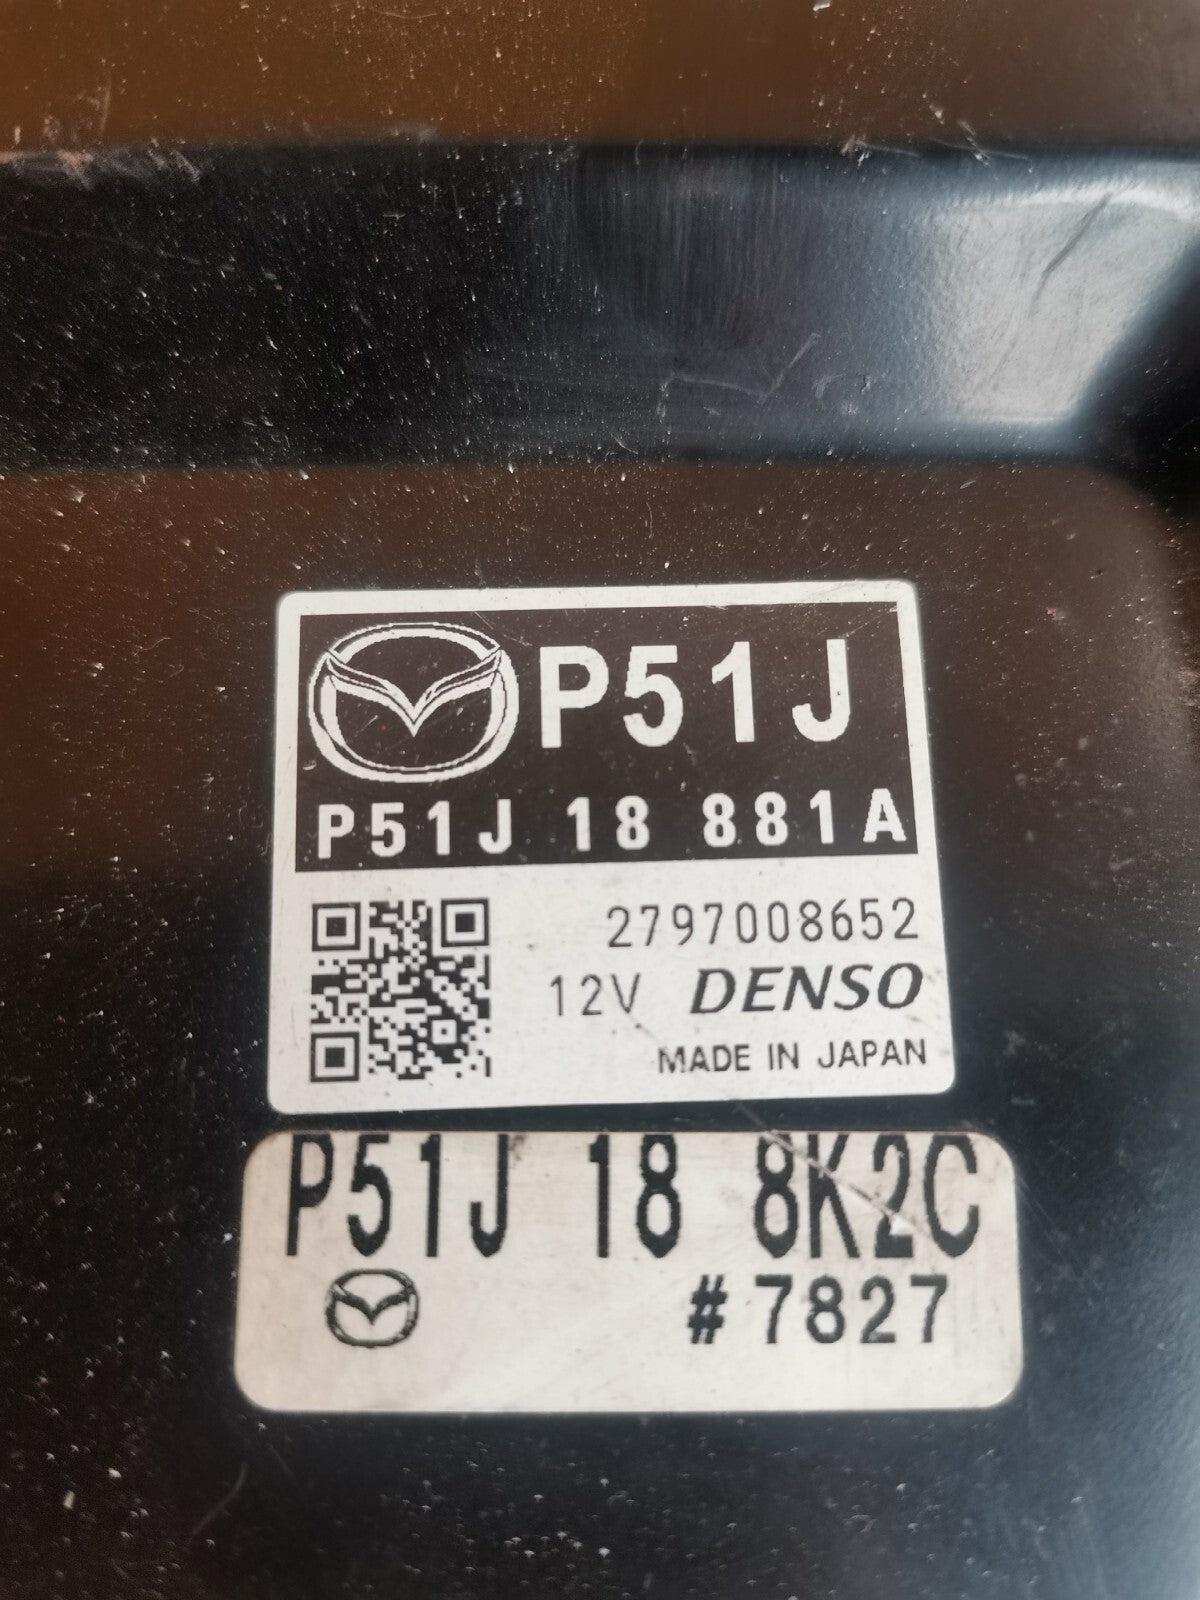 P51J
P51J 18 881A
2797008652
12V DENSO
MADE IN JAPAN
P51J 18 8K2C
#7827